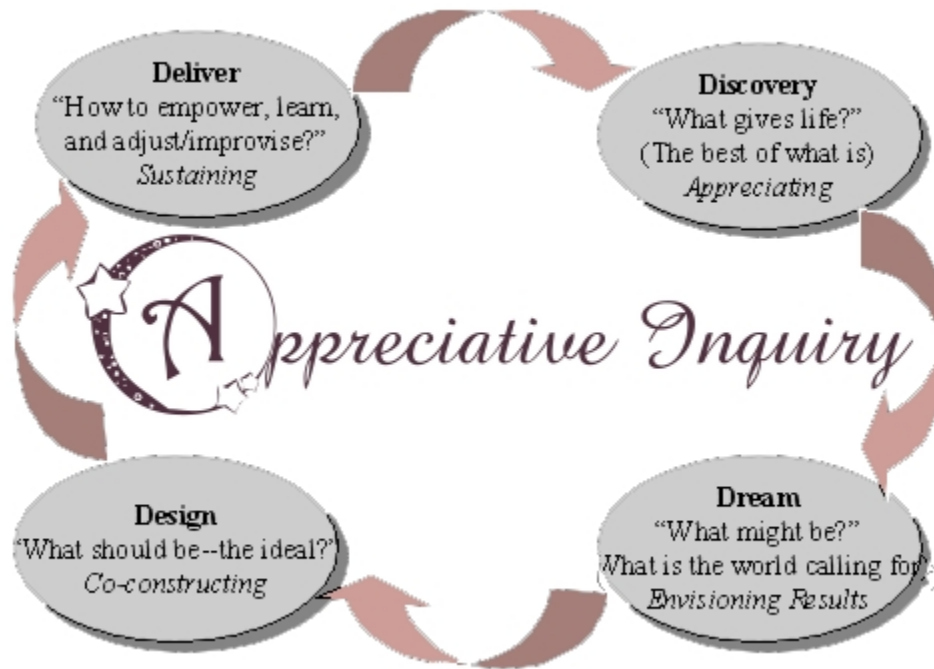 Deliver
“How to empower, learn,
and adjust/improvise?”
Sustaining
Discovery
“What gives life?”
(The best of what is)
Appreciating
Appreciative Inquiry
Design
“What should be--the ideal?”
Co-constructing
Dream
“What might be?”
(What is the world calling for)
Envisioning Results